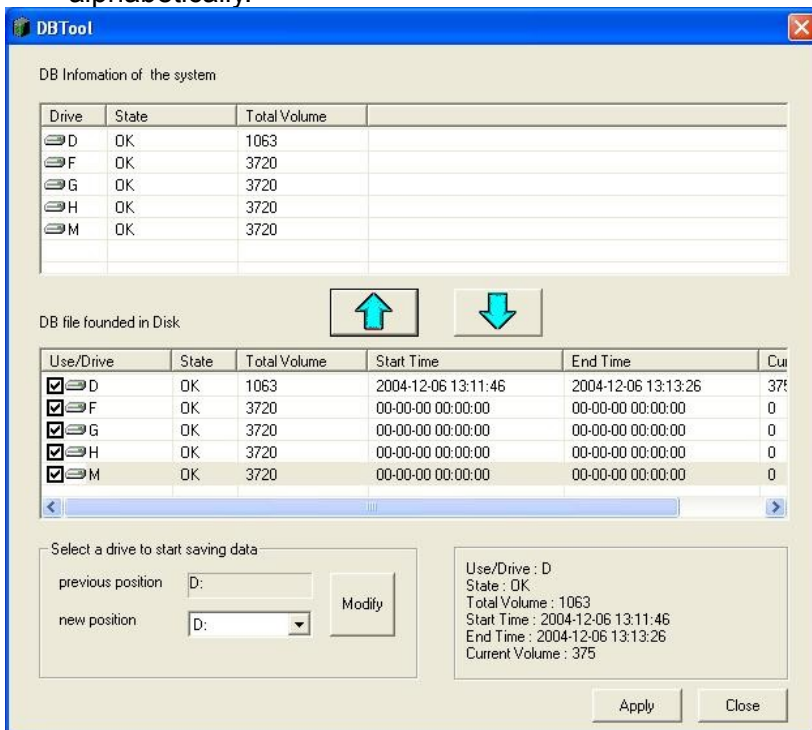 alphabetically.
DBTool
DB Infomation of the system
Drive State Total Volume
D OK 1063
F OK 3720
G OK 3720
H OK 3720
M OK 3720
DB file founded in Disk
Use/Drive State Total Volume Start Time End Time Cur
D OK 1063 2004-12-06 13:11:46 2004-12-06 13:13:26 375
F OK 3720 00-00-00 00:00:00 00-00-00 00:00:00 0
G OK 3720 00-00-00 00:00:00 00-00-00 00:00:00 0
H OK 3720 00-00-00 00:00:00 00-00-00 00:00:00 0
M OK 3720 00-00-00 00:00:00 00-00-00 00:00:00 0
Select a drive to start saving data
previous position D:
Modify
new position D:
Use/Drive : D
State : OK
Total Volume : 1063
Start Time : 2004-12-06 13:11:46
End Time : 2004-12-06 13:13:26
Current Volume : 375
Apply Close